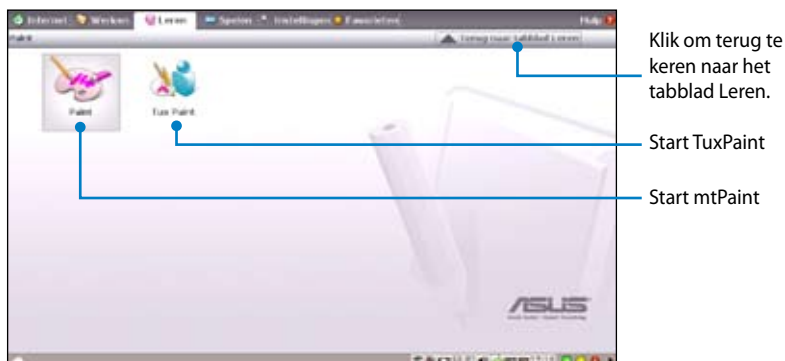 Internet Werken Leren Spelen Instellingen Favorieten Help
Paint Terug naar tabblad Leren
Klik om terug te
keren naar het
tabblad Leren.
Paint Tux Paint
Start TuxPaint
Start mtPaint
ASUS